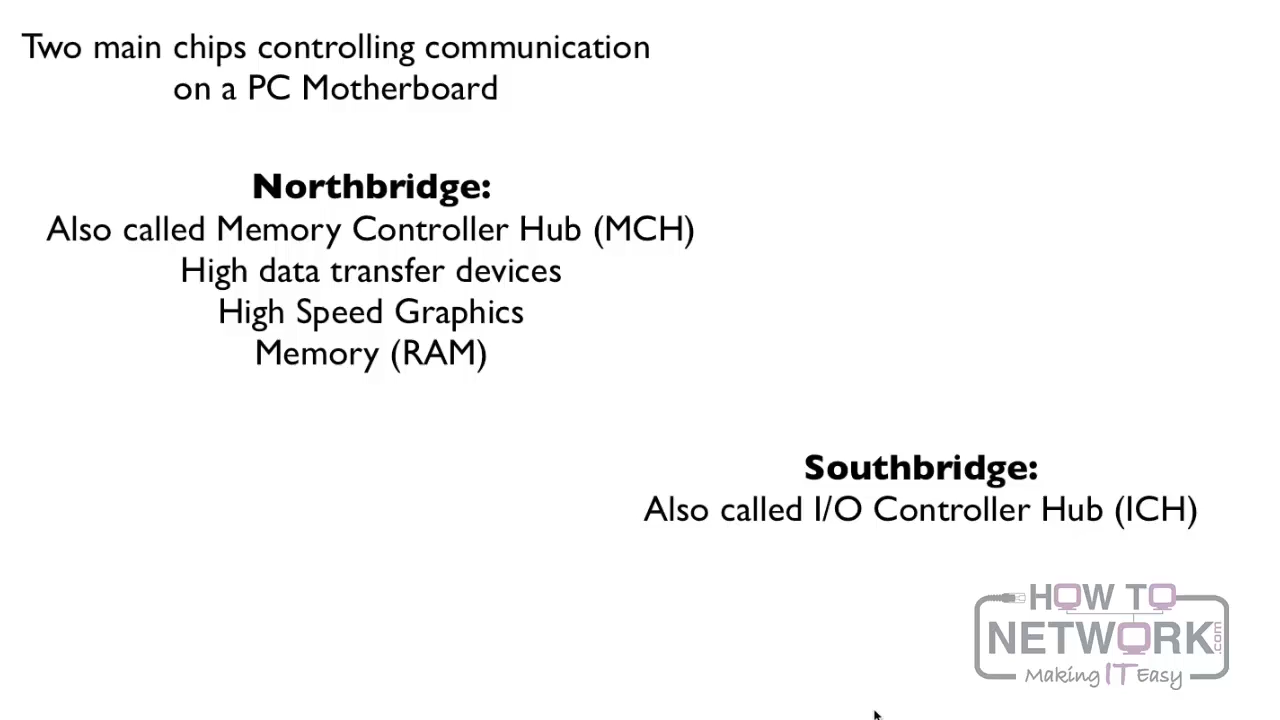 Two main chips controlling communication
on a PC Motherboard
Northbridge:
Also called Memory Controller Hub (MCH)
High data transfer devices
High Speed Graphics
Memory (RAM)
Southbridge:
Also called I/O Controller Hub (ICH)
HOW TO
NETWORK.com
Making IT Easy